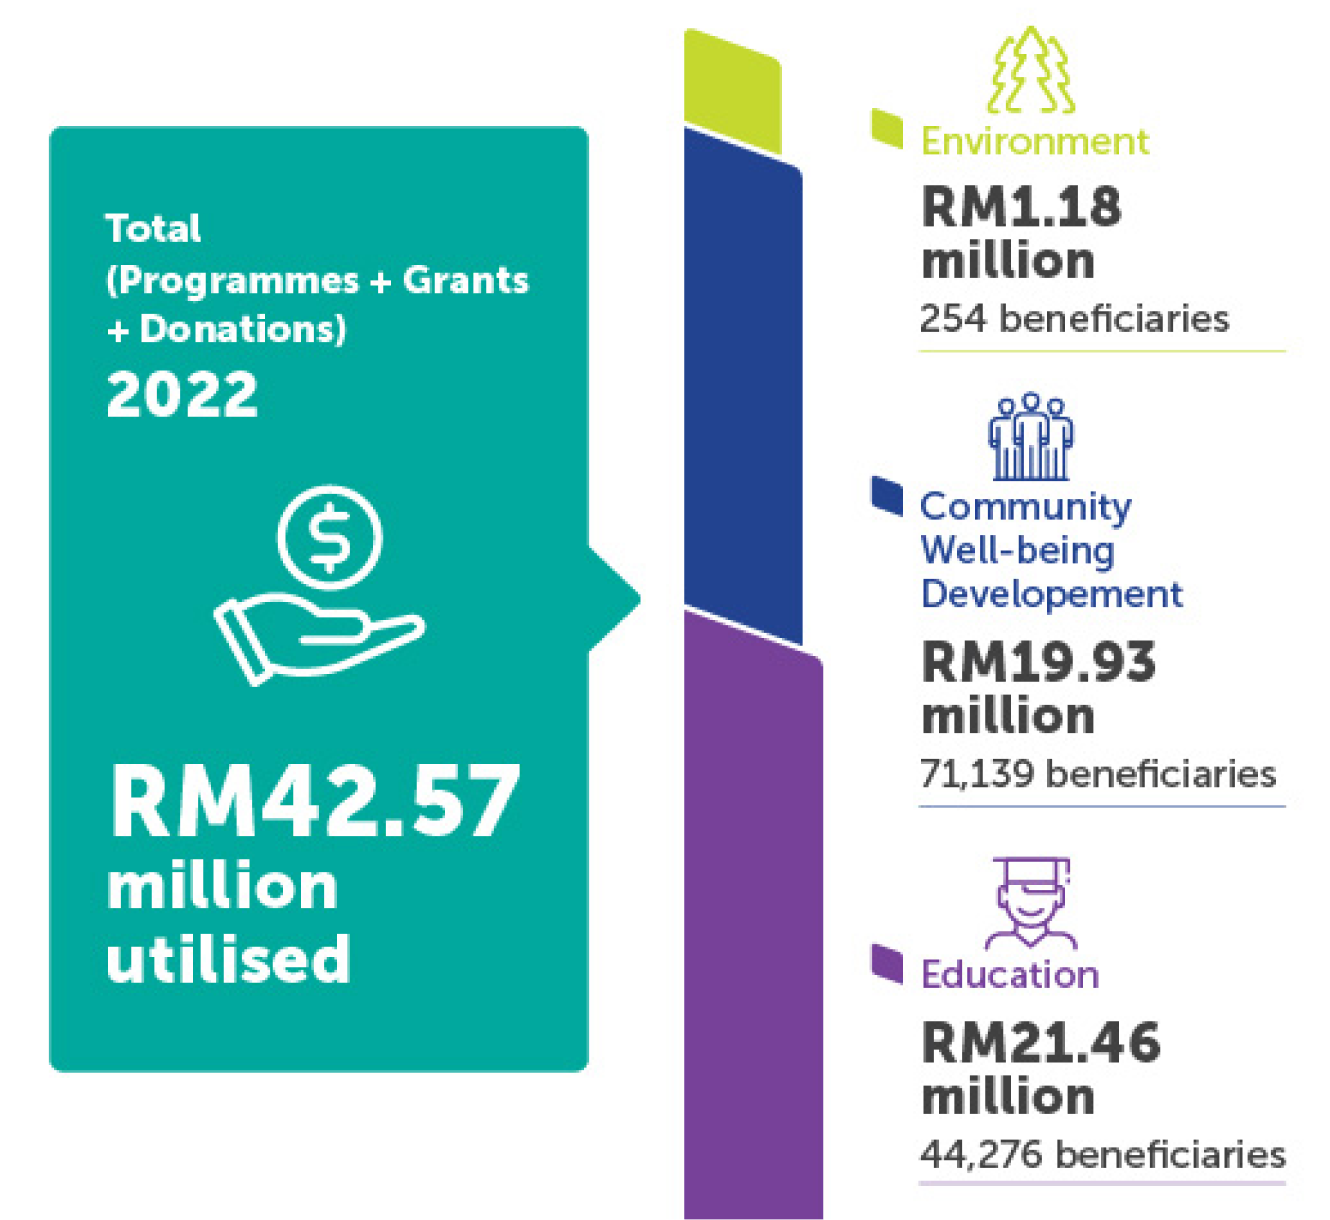 Total
(Programmes + Grants
+ Donations)
2022
$
RM42.57
million
utilised
Environment
RM1.18
million
254 beneficiaries
Community
Well-being
Developement
RM19.93
million
71,139 beneficiaries
Education
RM21.46
million
44,276 beneficiaries